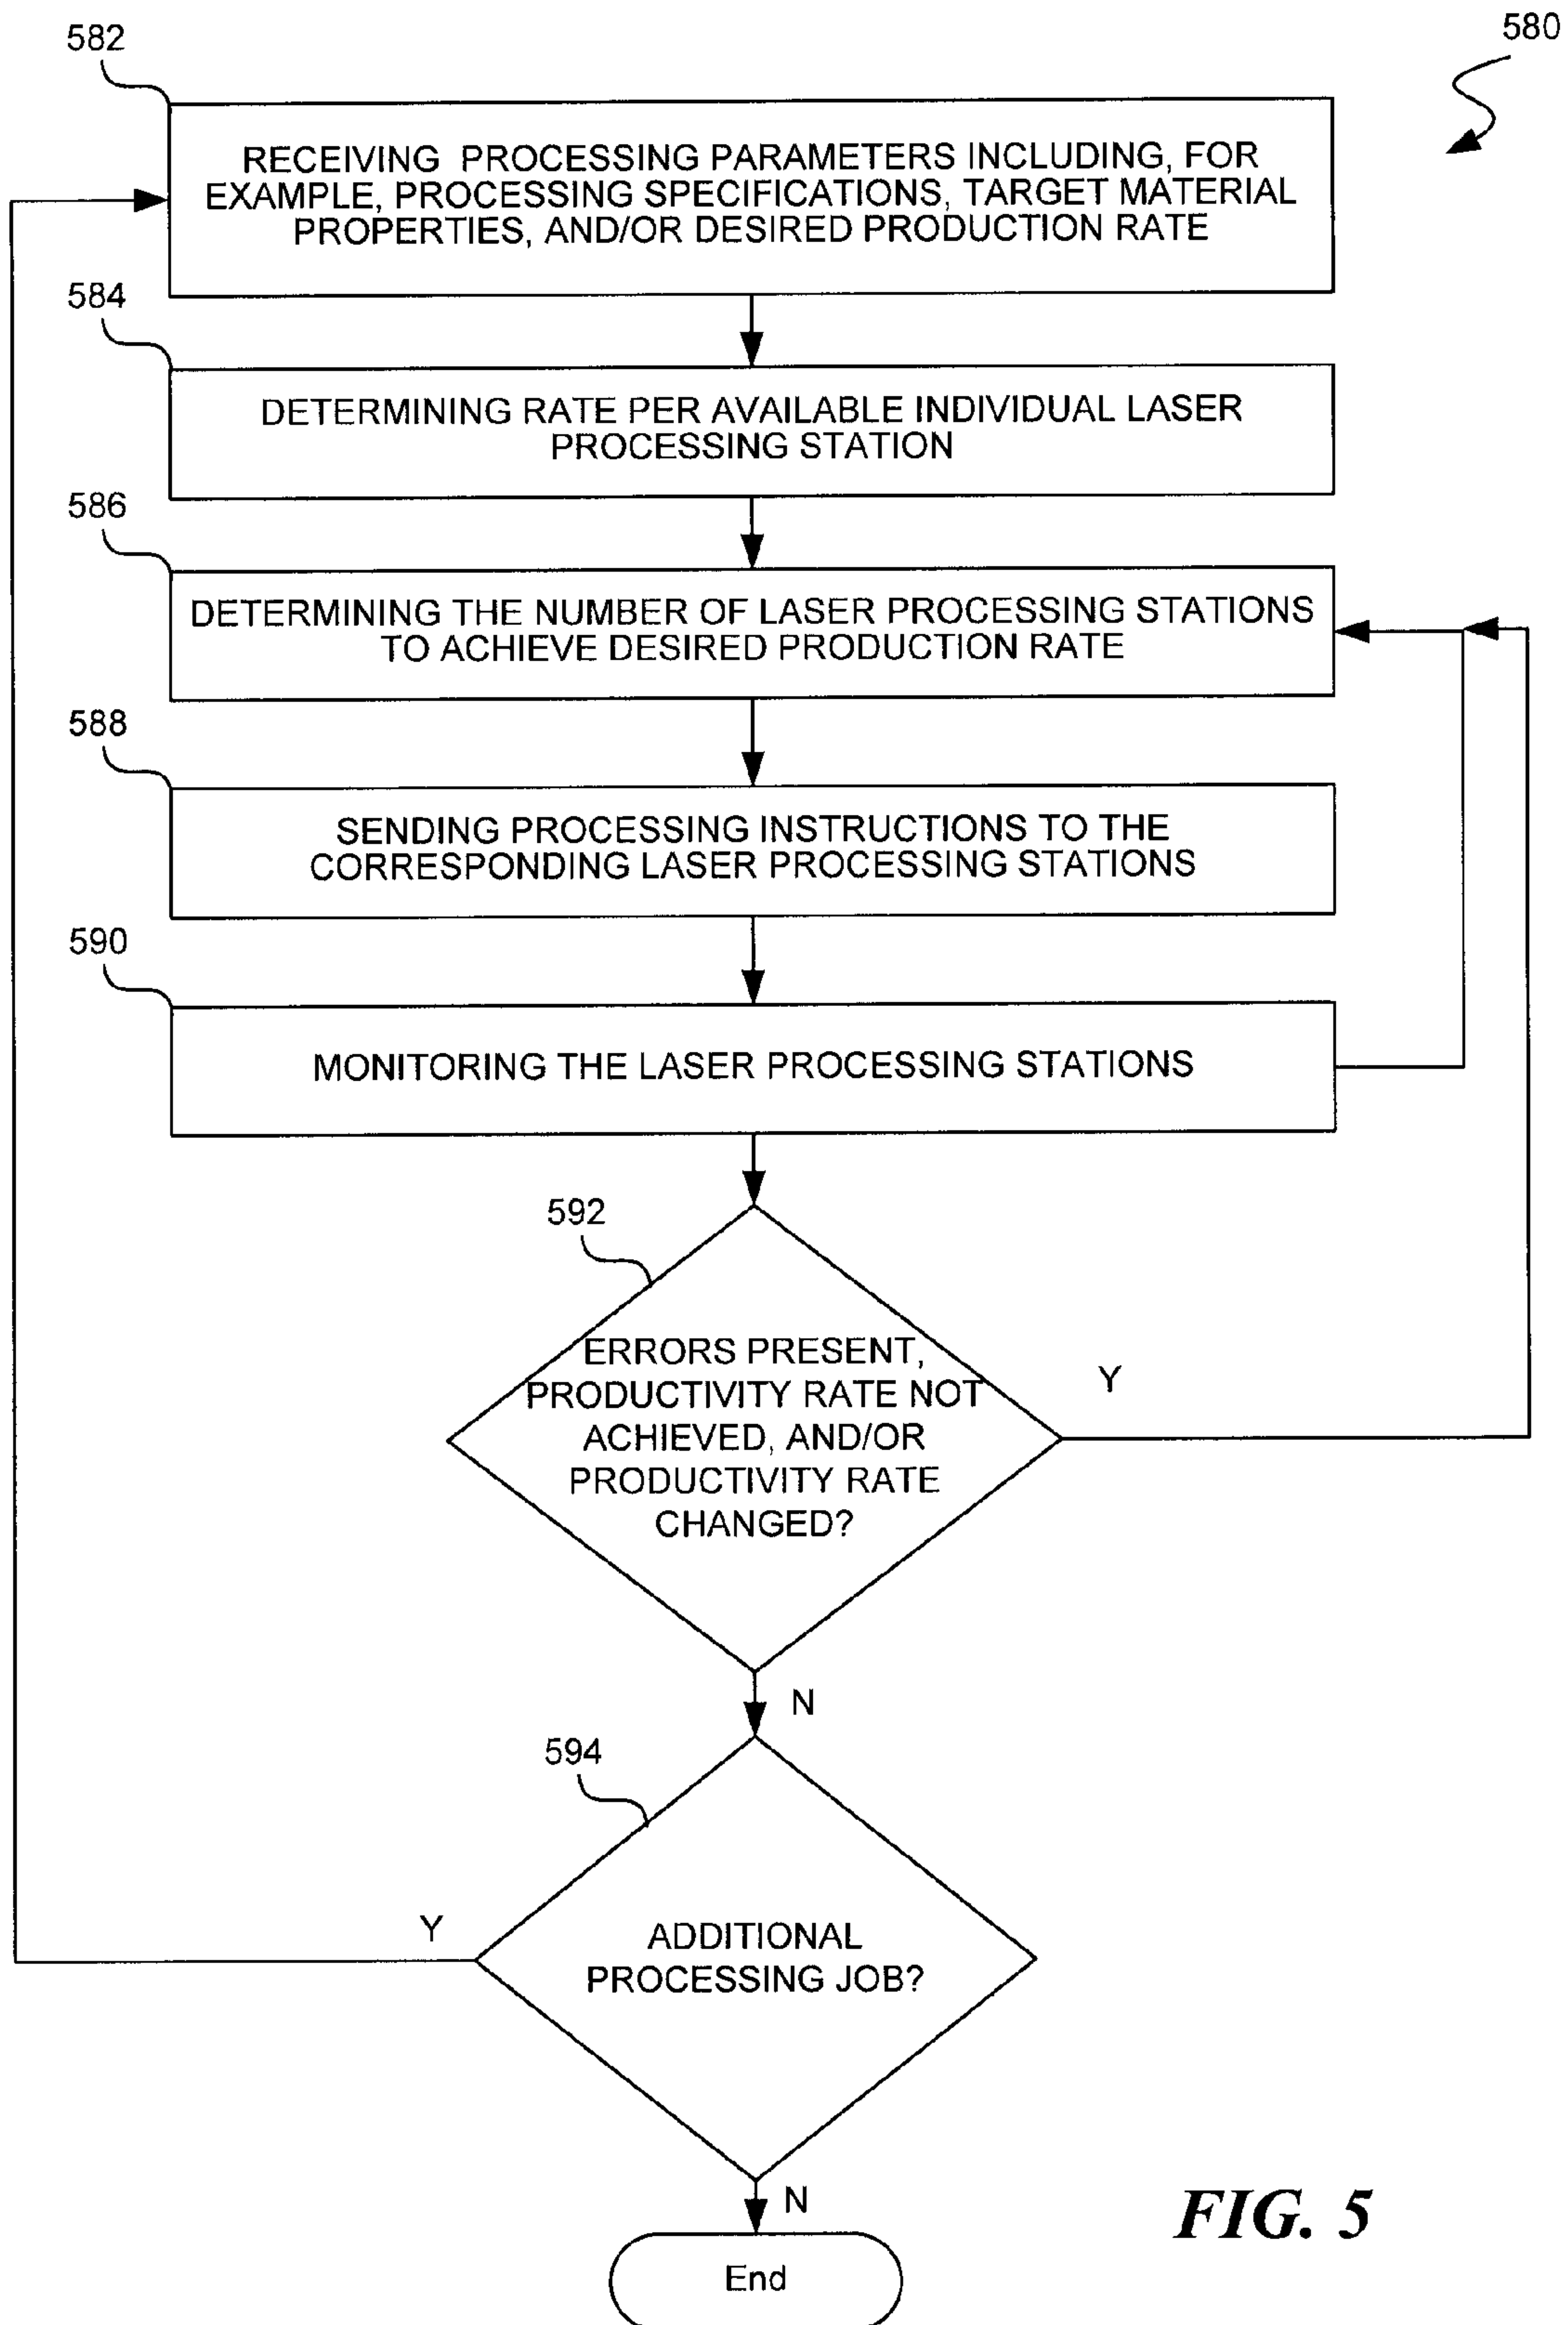 582
580
RECEIVING PROCESSING PARAMETERS INCLUDING, FOR
EXAMPLE, PROCESSING SPECIFICATIONS, TARGET MATERIAL
PROPERTIES, AND/OR DESIRED PRODUCTION RATE
584
DETERMINING RATE PER AVAILABLE INDIVIDUAL LASER
PROCESSING STATION
586
DETERMINING THE NUMBER OF LASER PROCESSING STATIONS
TO ACHIEVE DESIRED PRODUCTION RATE
588
SENDING PROCESSING INSTRUCTIONS TO THE
CORRESPONDING LASER PROCESSING STATIONS
590
MONITORING THE LASER PROCESSING STATIONS
592
ERRORS PRESENT,
PRODUCTIVITY RATE NOT
ACHIEVED, AND/OR
PRODUCTIVITY RATE
CHANGED?
Y
N
594
ADDITIONAL
PROCESSING JOB?
Y
N
End
FIG. 5